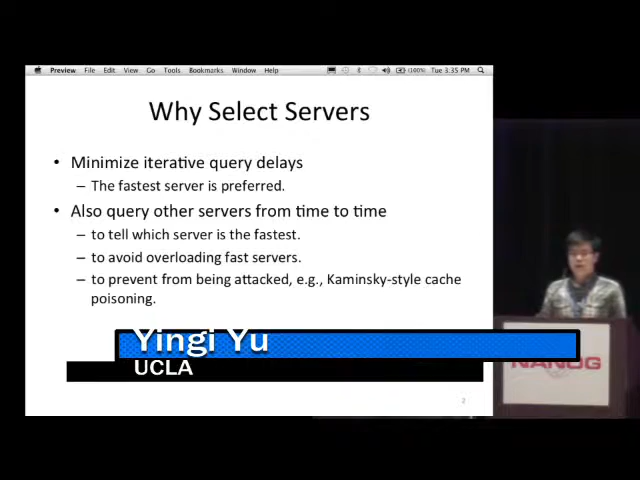 Preview File Edit View Go Tools Bookmarks Window Help (100%) Tue 3:35 PM
Why Select Servers
• Minimize iterative query delays
– The fastest server is preferred.
• Also query other servers from time to time
– to tell which server is the fastest.
– to avoid overloading fast servers.
– to prevent from being attacked, e.g., Kaminsky-style cache
poisoning.
Yingi Yu
UCLA
NANOG
2